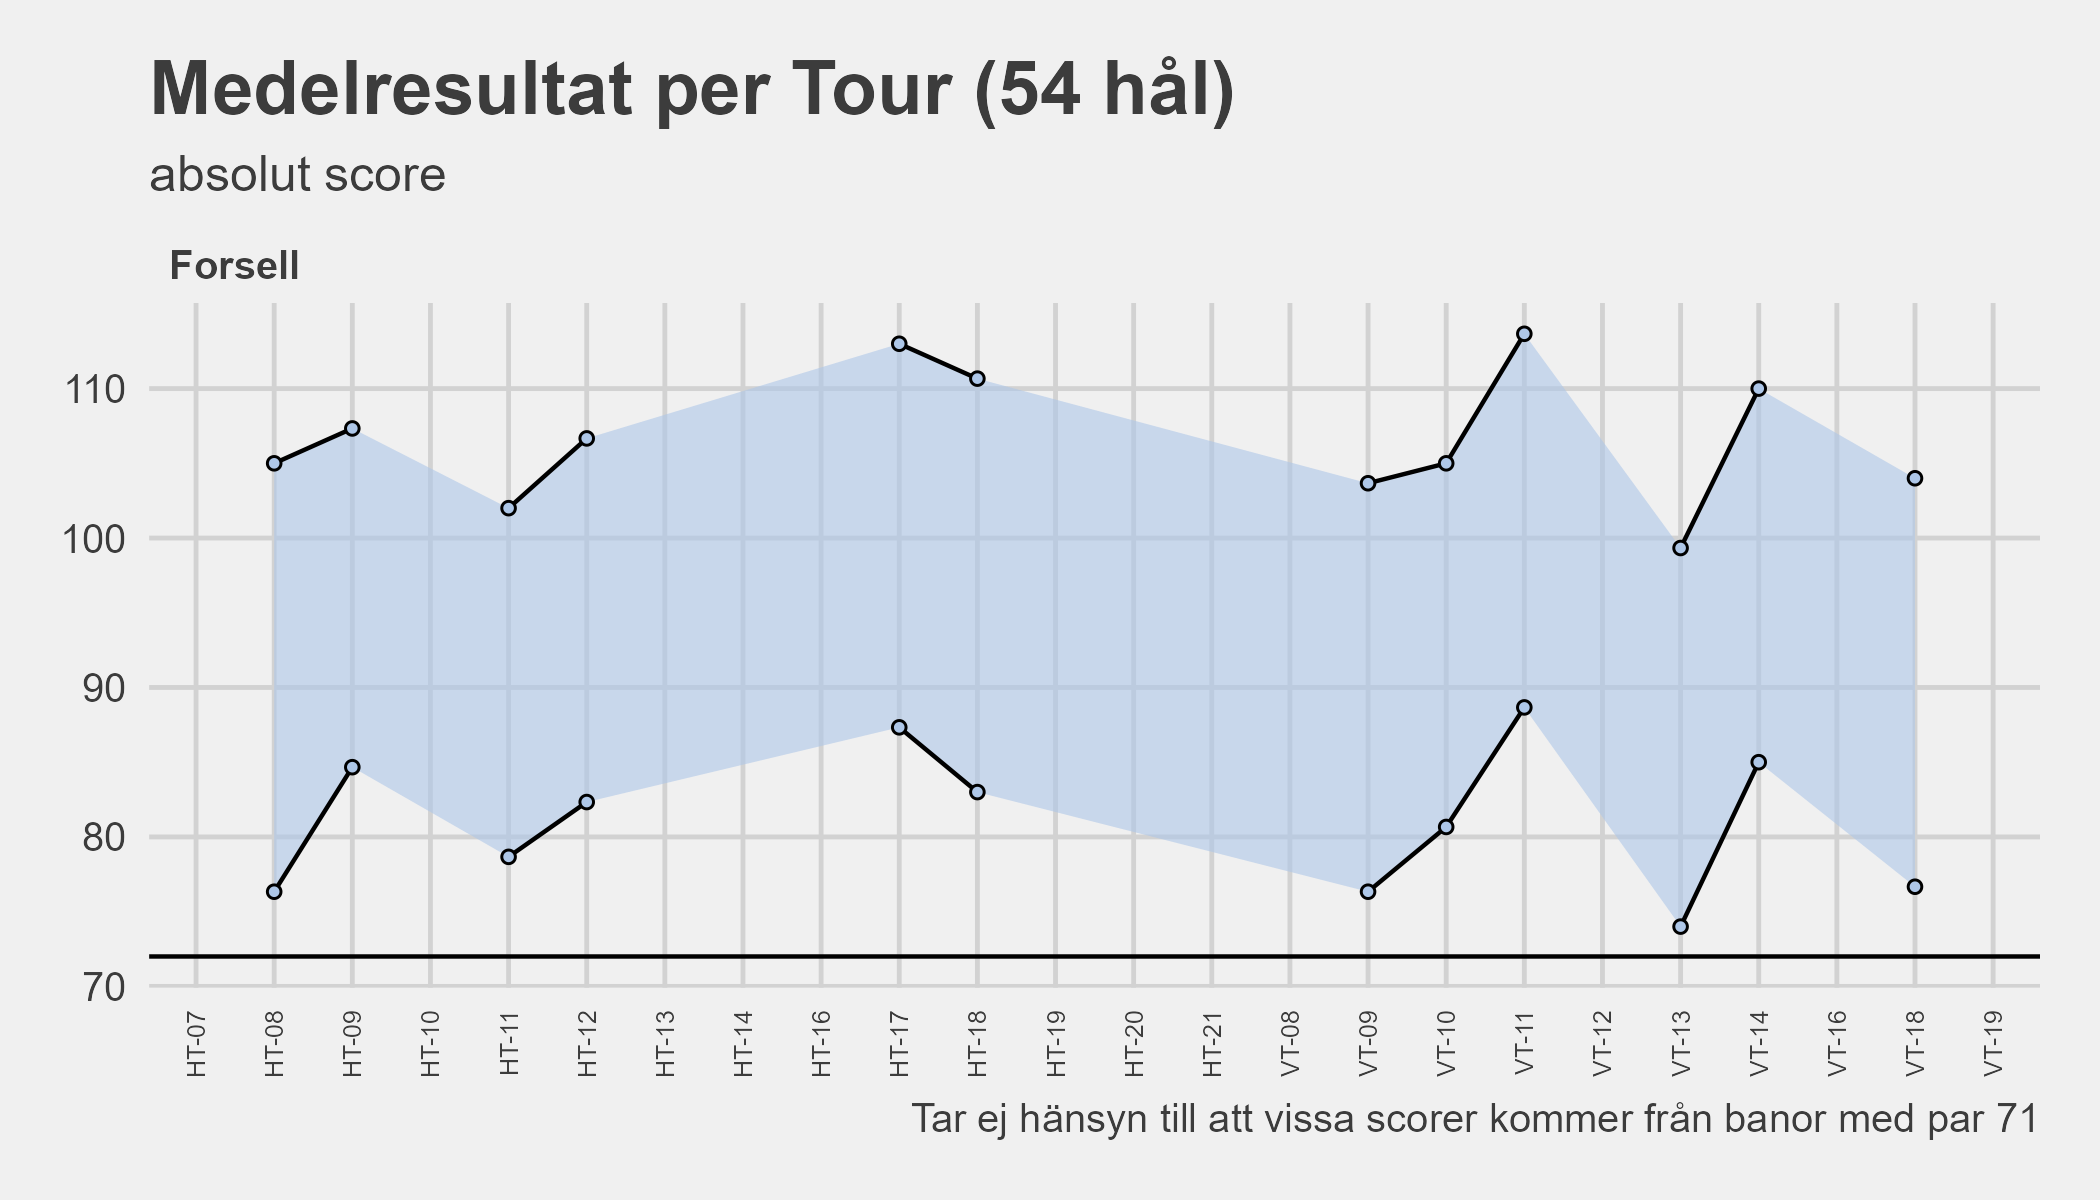 Medelresultat per Tour (54 hål)
absolut score
Forsell
110
100
90
80
70
HT-07
HT-08
HT-09
HT-10
HT-11
HT-12
HT-13
HT-14
HT-16
HT-17
HT-18
HT-19
HT-20
HT-21
VT-08
VT-09
VT-10
VT-11
VT-12
VT-13
VT-14
VT-16
VT-18
VT-19
Tar ej hänsyn till att vissa scorer kommer från banor med par 71